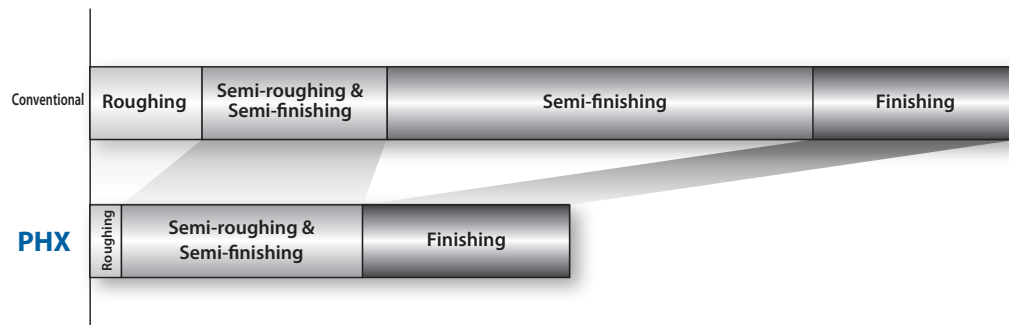 Conventional
Roughing
Semi-roughing &
Semi-finishing
Semi-finishing
Finishing
PHX
Roughing
Semi-roughing &
Semi-finishing
Finishing